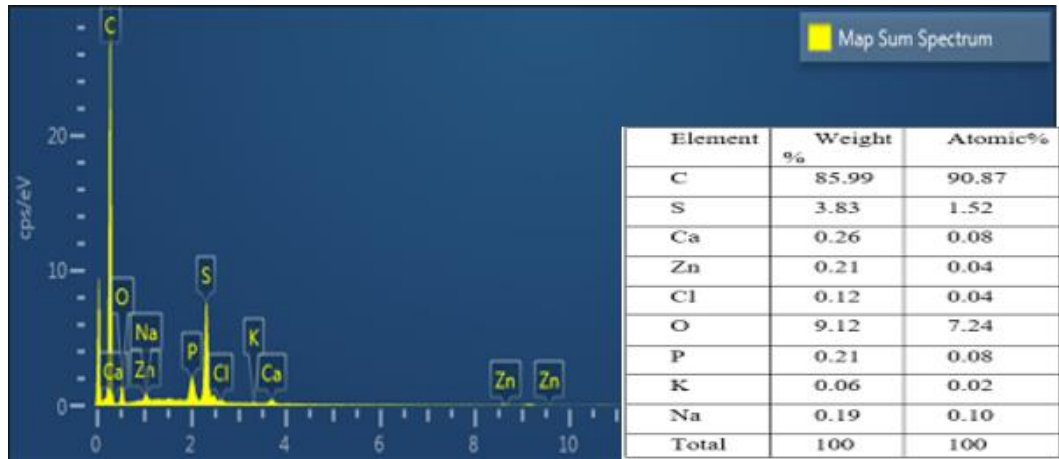 Map Sum Spectrum
cps/eV
20
10
0
C
O
Na
Ca
Zn
P
S
Cl
K
Ca
Zn
Zn
0 2 4 6 8 10
Element Weight % Atomic%
C 85.99 90.87
S 3.83 1.52
Ca 0.26 0.08
Zn 0.21 0.04
Cl 0.12 0.04
O 9.12 7.24
P 0.21 0.08
K 0.06 0.02
Na 0.19 0.10
Total 100 100